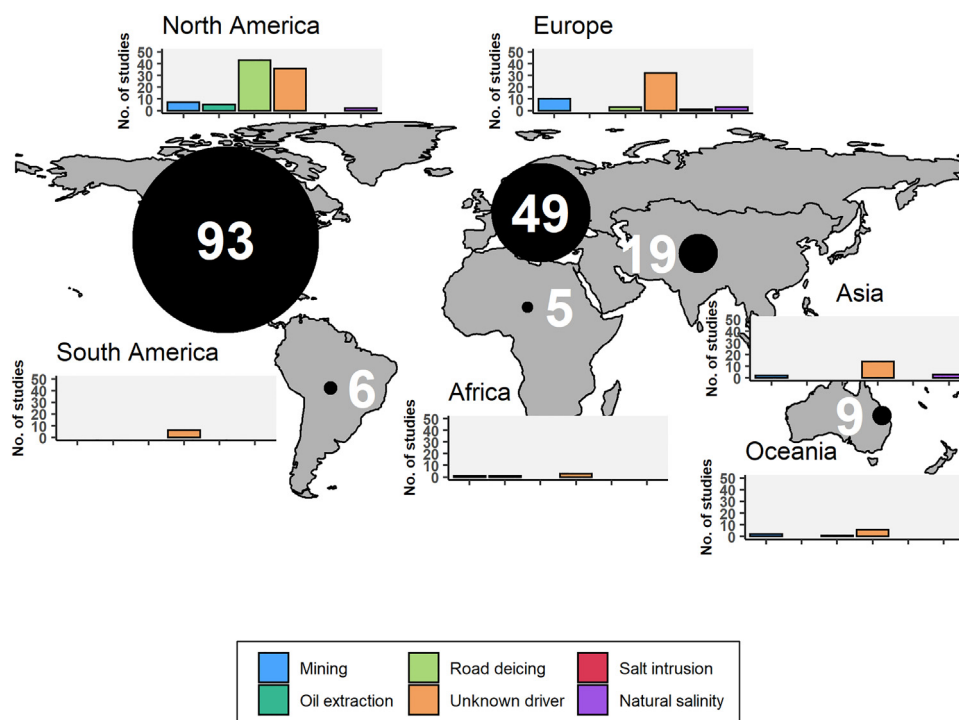 North America
No. of studies
50
40
30
20
10
0
Europe
No. of studies
50
40
30
20
10
0
93
49
19
5
Asia
No. of studies
50
40
30
20
10
0
South America
No. of studies
50
40
30
20
10
0
6
Africa
No. of studies
50
40
30
20
10
0
9
Oceania
No. of studies
50
40
30
20
10
0
Mining
Road deicing
Salt intrusion
Oil extraction
Unknown driver
Natural salinity